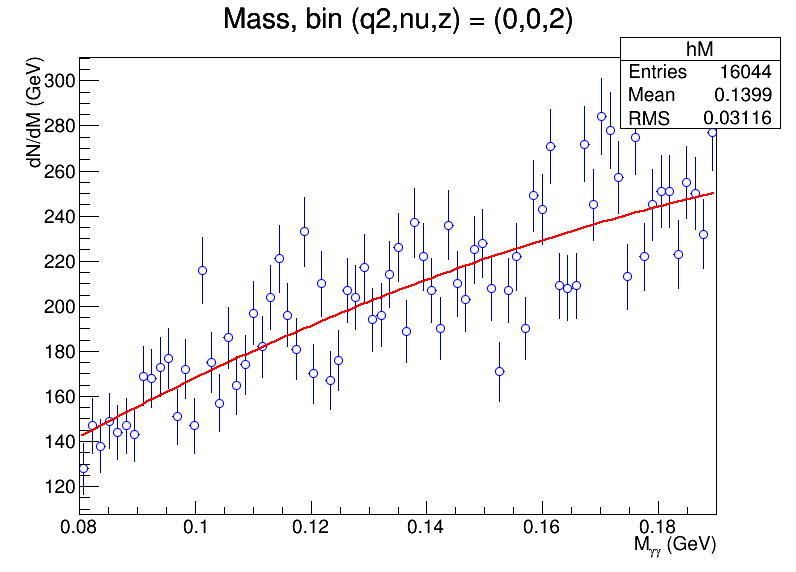 Mass, bin (q2,nu,z) = (0,0,2)
hM
Entries 16044
Mean 0.1399
RMS 0.03116
dN/dM (GeV)
300
280
260
240
220
200
180
160
140
120
0.08 0.1 0.12 0.14 0.16 0.18
Mγγ (GeV)